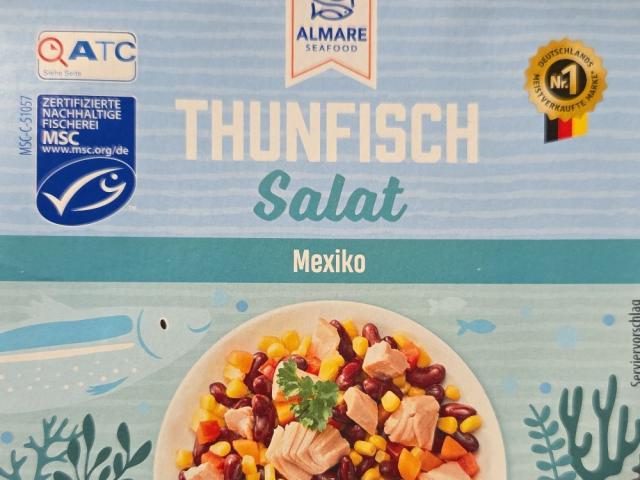 ALMARE
SEAFOOD
QATC
Siehe Seite
DEUTSCHLANDS
Nr.1
MEISTVERKAUFTE MARKE*
MSC-C-51057
ZERTIFIZIERTE
NACHHALTIGE
FISCHEREI
MSC
www.msc.org/de
TM
THUNFISCH
Salat
Mexiko
Serviervorschlag